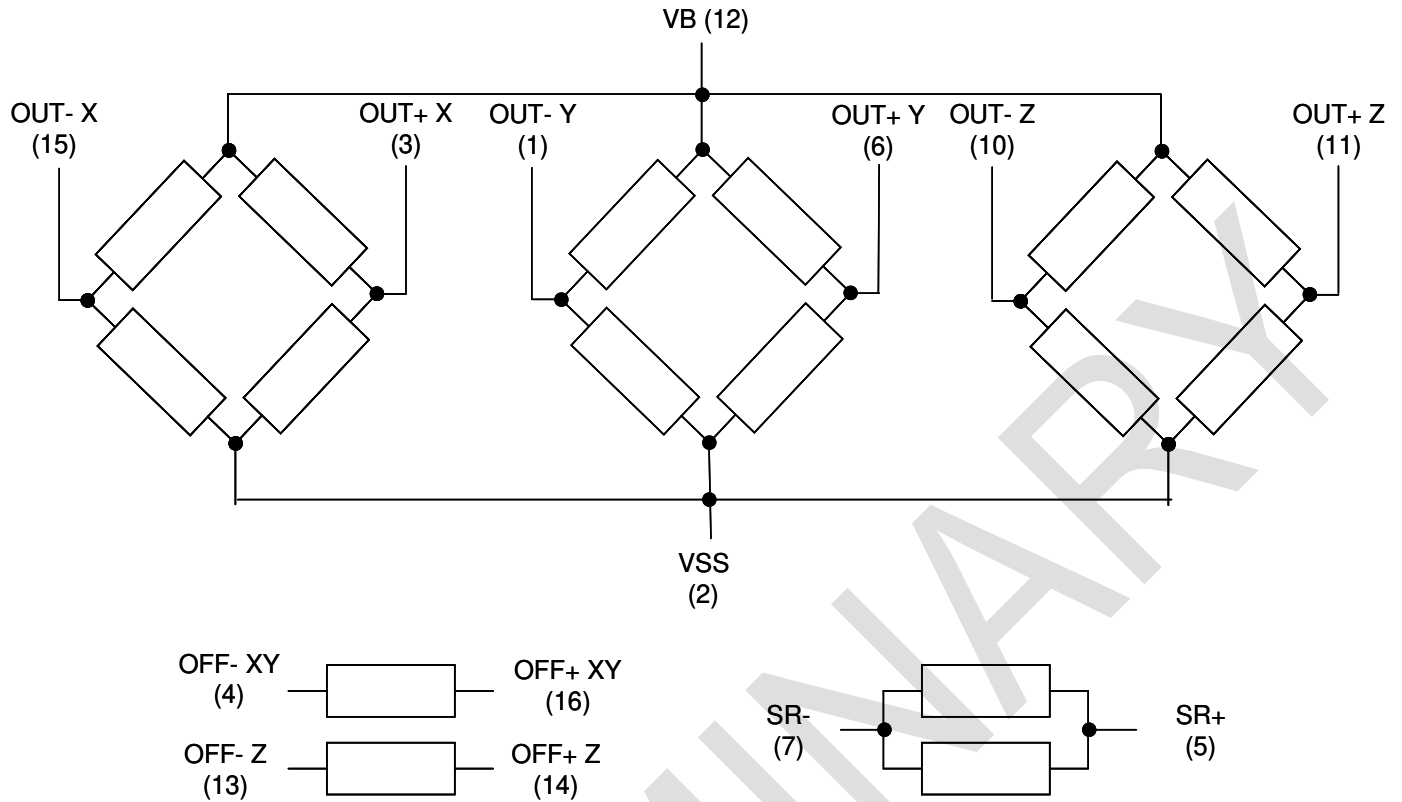 VB (12)
OUT- X
(15)
OUT+ X
(3)
OUT- Y
(1)
OUT+ Y
(6)
OUT- Z
(10)
OUT+ Z
(11)
VSS
(2)
OFF- XY
(4)
OFF+ XY
(16)
SR-
(7)
SR+
(5)
OFF- Z
(13)
OFF+ Z
(14)
MINARY